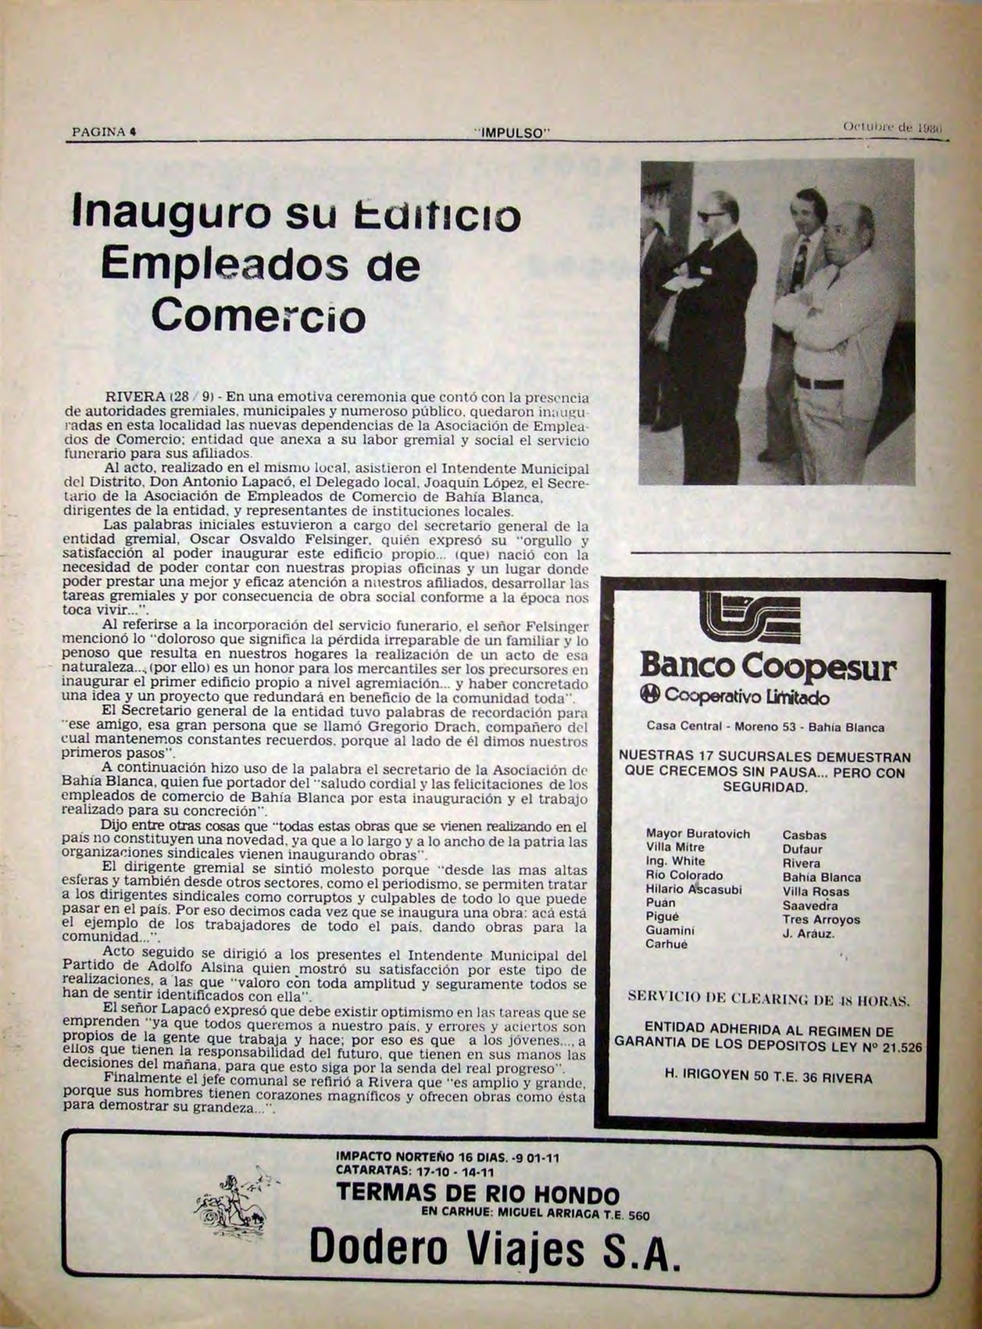 PAGINA 4
"IMPULSO"
Octubre de 1980
Inauguro su Edificio
Empleados de
Comercio
RIVERA (28 / 9) - En una emotiva ceremonia que contó con la presencia
de autoridades gremiales, municipales y numeroso público, quedaron inaugu
radas en esta localidad las nuevas dependencias de la Asociación de Emplea-
dos de Comercio; entidad que anexa a su labor gremial y social el servicio
funerario para sus afiliados.
Al acto, realizado en el mismo local, asistieron el Intendente Municipal
del Distrito, Don Antonio Lapacó, el Delegado local, Joaquín López, el Secre-
tario de la Asociación de Empleados de Comercio de Bahía Blanca,
dirigentes de la entidad, y representantes de instituciones locales.
Las palabras iniciales estuvieron a cargo del secretario general de la
entidad gremial, Oscar Osvaldo Felsinger, quién expresó su "orgullo y
satisfacción al poder inaugurar este edificio propio... (que) nació con la
necesidad de poder contar con nuestras propias oficinas y un lugar donde
poder prestar una mejor y eficaz atención a nuestros afiliados, desarrollar las
tareas gremiales y por consecuencia de obra social conforme a la época nos
toca vivir...".
Al referirse a la incorporación del servicio funerario, el señor Felsinger
mencionó lo "doloroso que significa la pérdida irreparable de un familiar y lo
penoso que resulta en nuestros hogares la realización de un acto de esa
naturaleza..., (por ello) es un honor para los mercantiles ser los precursores en
inaugurar el primer edificio propio a nivel agremiación... y haber concretado
una idea y un proyecto que redundará en beneficio de la comunidad toda".
El Secretario general de la entidad tuvo palabras de recordación para
"ese amigo, esa gran persona que se llamó Gregorio Drach, compañero del
cual mantenemos constantes recuerdos, porque al lado de él dimos nuestros
primeros pasos".
A continuación hizo uso de la palabra el secretario de la Asociación de
Bahía Blanca, quien fue portador del "saludo cordial y las felicitaciones de los
empleados de comercio de Bahía Blanca por esta inauguración y el trabajo
realizado para su concreción".
Dijo entre otras cosas que "todas estas obras que se vienen realizando en el
país no constituyen una novedad, ya que a lo largo y a lo ancho de la patria las
organizaciones sindicales vienen inaugurando obras".
El dirigente gremial se sintió molesto porque "desde las mas altas
esferas y también desde otros sectores, como el periodismo, se permiten tratar
a los dirigentes sindicales como corruptos y culpables de todo lo que puede
pasar en el país. Por eso decimos cada vez que se inaugura una obra: acá está
el ejemplo de los trabajadores de todo el país, dando obras para la
comunidad...".
Acto seguido se dirigió a los presentes el Intendente Municipal del
Partido de Adolfo Alsina quien mostró su satisfacción por este tipo de
realizaciones, a las que "valoro con toda amplitud y seguramente todos se
han de sentir identificados con ella".
El señor Lapacó expresó que debe existir optimismo en las tareas que se
emprenden "ya que todos queremos a nuestro país, y errores y aciertos son
propios de la gente que trabaja y hace; por eso es que a los jóvenes..., a
ellos que tienen la responsabilidad del futuro, que tienen en sus manos las
decisiones del mañana, para que esto siga por la senda del real progreso".
Finalmente el jefe comunal se refirió a Rivera que "es amplio y grande,
porque sus hombres tienen corazones magníficos y ofrecen obras como ésta
para demostrar su grandeza...".
Banco Coopesur
Cooperativo Limitado
Casa Central - Moreno 53 - Bahía Blanca
NUESTRAS 17 SUCURSALES DEMUESTRAN
QUE CRECEMOS SIN PAUSA... PERO CON
SEGURIDAD.
Mayor Buratovich
Villa Mitre
Ing. White
Río Colorado
Hilario Ascasubi
Puán
Pigué
Guaminí
Carhué
Casbas
Dufaur
Rivera
Bahía Blanca
Villa Rosas
Saavedra
Tres Arroyos
J. Aráuz.
SERVICIO DE CLEARING DE 48 HORAS.
ENTIDAD ADHERIDA AL REGIMEN DE
GARANTIA DE LOS DEPOSITOS LEY Nº 21.526
H. IRIGOYEN 50 T.E. 36 RIVERA
IMPACTO NORTEÑO 16 DIAS. -9 01-11
CATARATAS: 17-10 - 14-11
TERMAS DE RIO HONDO
EN CARHUE: MIGUEL ARRIAGA T.E. 560
Dodero Viajes S.A.